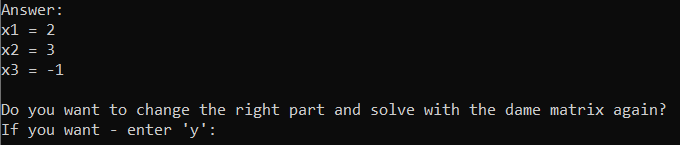 Answer:
x1 = 2
x2 = 3
x3 = -1
Do you want to change the right part and solve with the dame matrix again?
If you want - enter 'y':